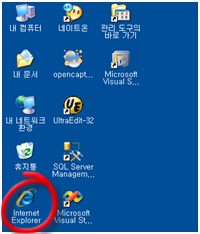 내 컴퓨터
네이트온
관리 도구의
바로 가기
내 문서
opencapt...
Microsoft
Visual S...
내 네트워크
환경
UltraEdit-32
휴지통
SQL Server
Managem...
Internet
Explorer
Microsoft
Visual St...